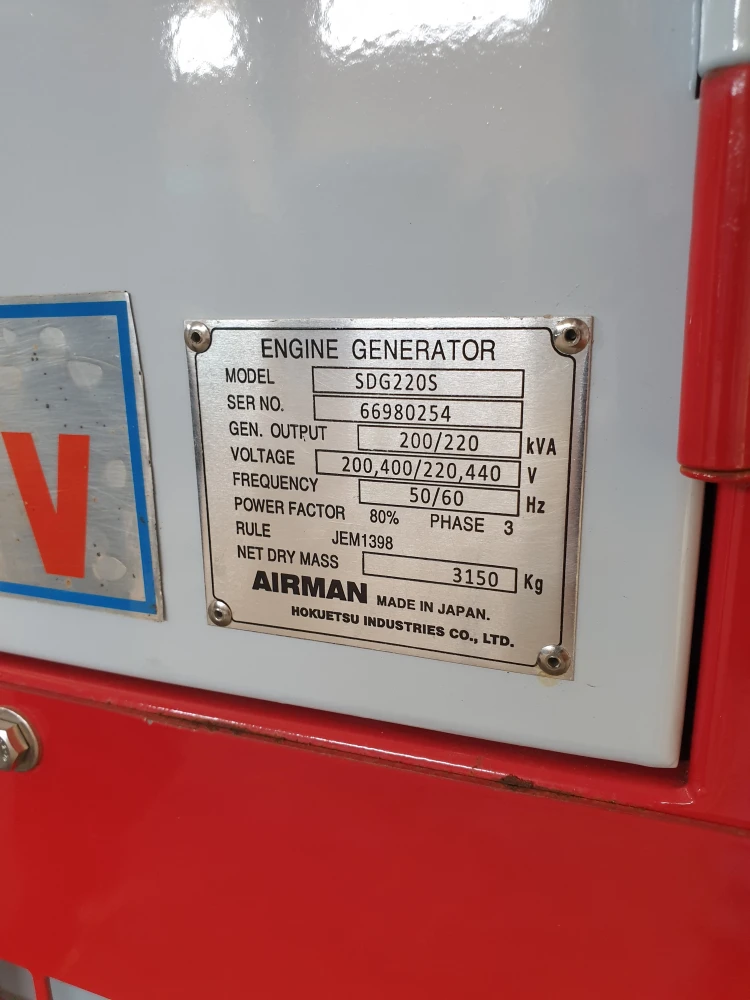 ENGINE GENERATOR
MODEL SDG220S
SER NO. 66980254
GEN. OUTPUT 200/220 kVA
VOLTAGE 200,400/220,440 V
FREQUENCY 50/60 Hz
POWER FACTOR 80% PHASE 3
RULE JEM1398
NET DRY MASS 3150 Kg
AIRMAN MADE IN JAPAN.
HOKUETSU INDUSTRIES CO., LTD.
V